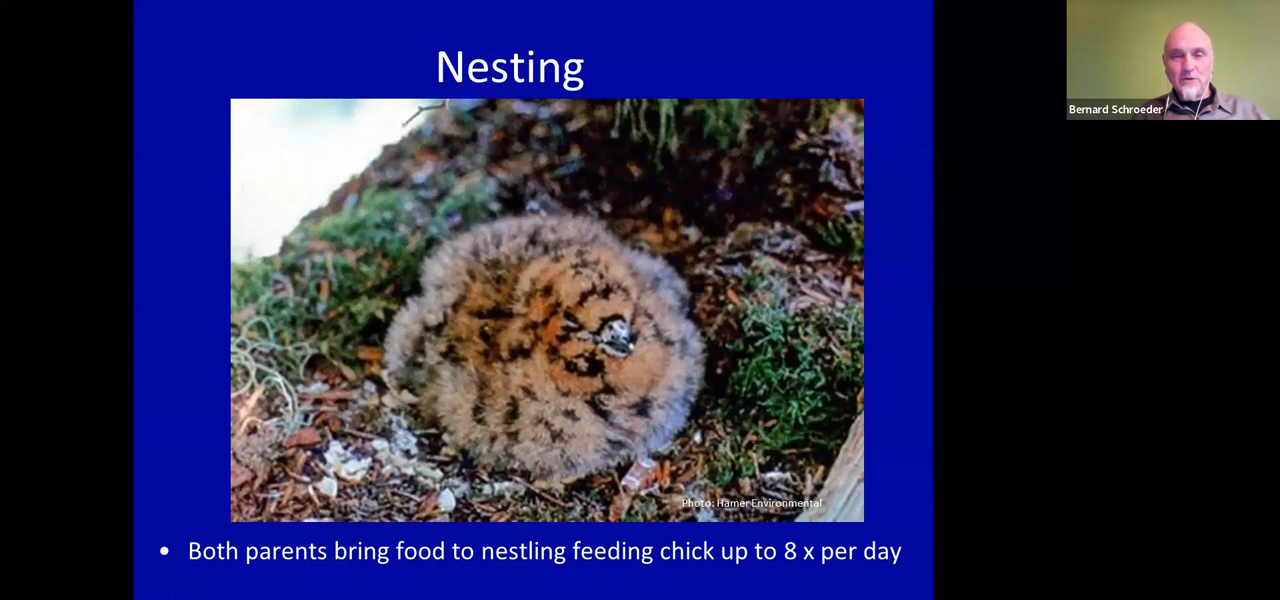 Nesting
Bernard Schroeder
Photo: Hamer Environmental
• Both parents bring food to nestling feeding chick up to 8 x per day